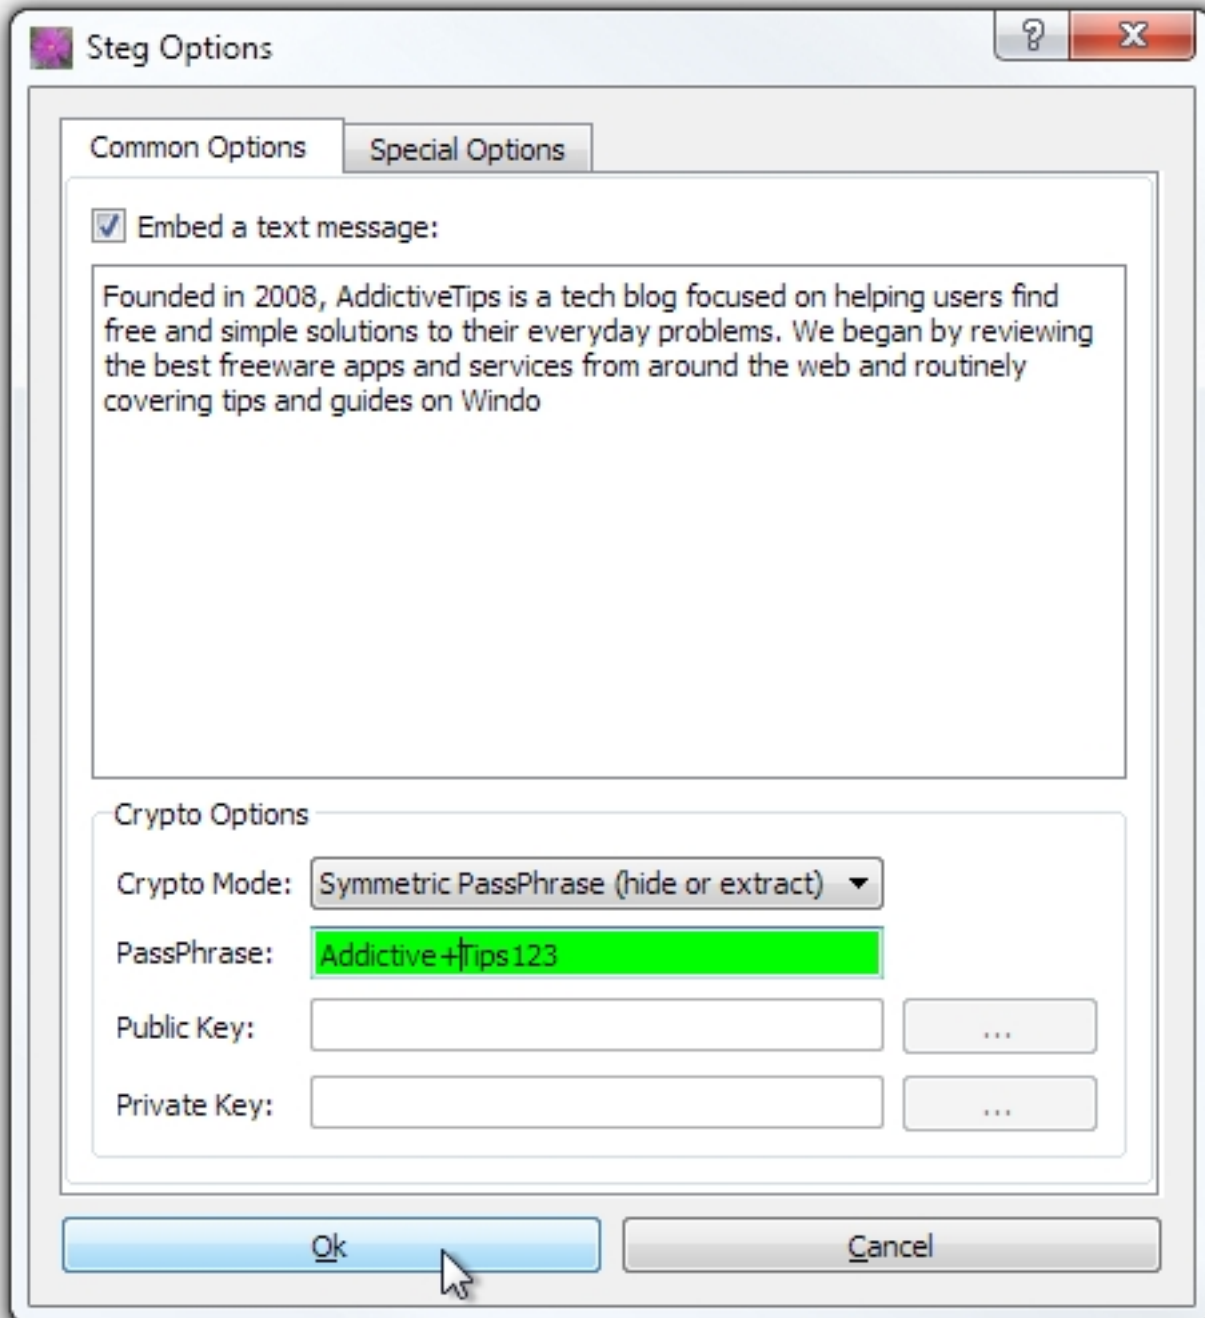 Steg Options
Common Options
Special Options
Embed a text message:
Founded in 2008, AddictiveTips is a tech blog focused on helping users find
free and simple solutions to their everyday problems. We began by reviewing
the best freeware apps and services from around the web and routinely
covering tips and guides on Windo
Crypto Options
Crypto Mode: Symmetric PassPhrase (hide or extract)
PassPhrase: Addictive+Tips123
Public Key: ...
Private Key: ...
Ok Cancel